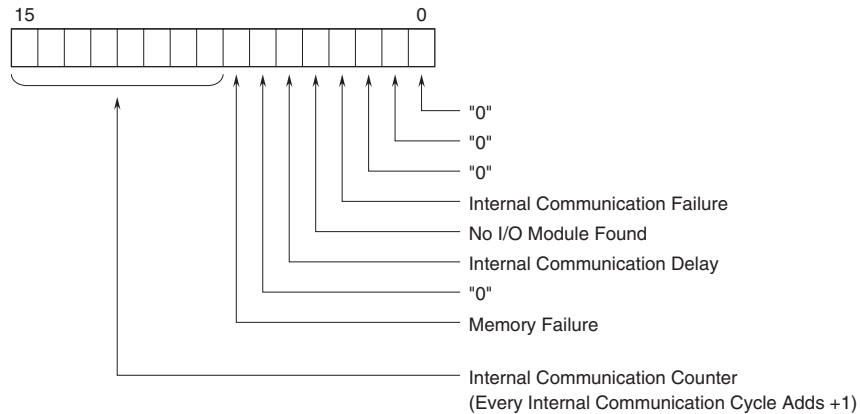 15 0
"0"
"0"
"0"
Internal Communication Failure
No I/O Module Found
Internal Communication Delay
"0"
Memory Failure
Internal Communication Counter
(Every Internal Communication Cycle Adds +1)